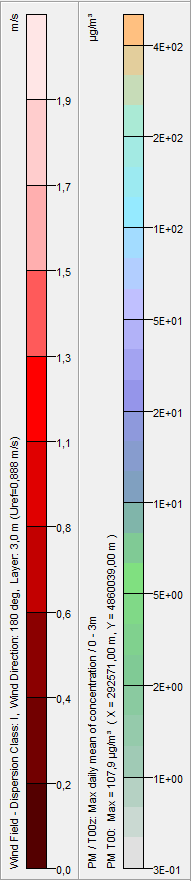 m/s
1,9
1,7
1,5
1,3
1,1
0,8
0,6
0,4
0,2
0,0
Wind Field - Dispersion Class: I, Wind Direction: 180 deg, Layer: 3,0 m (Uref=0,888 m/s)
µg/m³
4E+02
2E+02
1E+02
5E+01
2E+01
1E+01
5E+00
2E+00
1E+00
3E-01
PM / T00z: Max daily mean of concentration / 0 - 3m
PM T00: Max = 107,9 µg/m³ ( X = 292571,00 m, Y = 4860039,00 m )